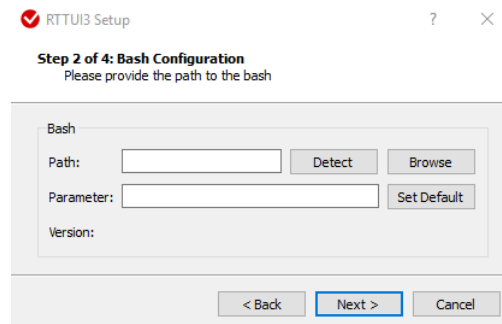 RTTUI3 Setup
?
Step 2 of 4: Bash Configuration
Please provide the path to the bash
Bash
Path: Detect Browse
Parameter: Set Default
Version:
< Back Next > Cancel